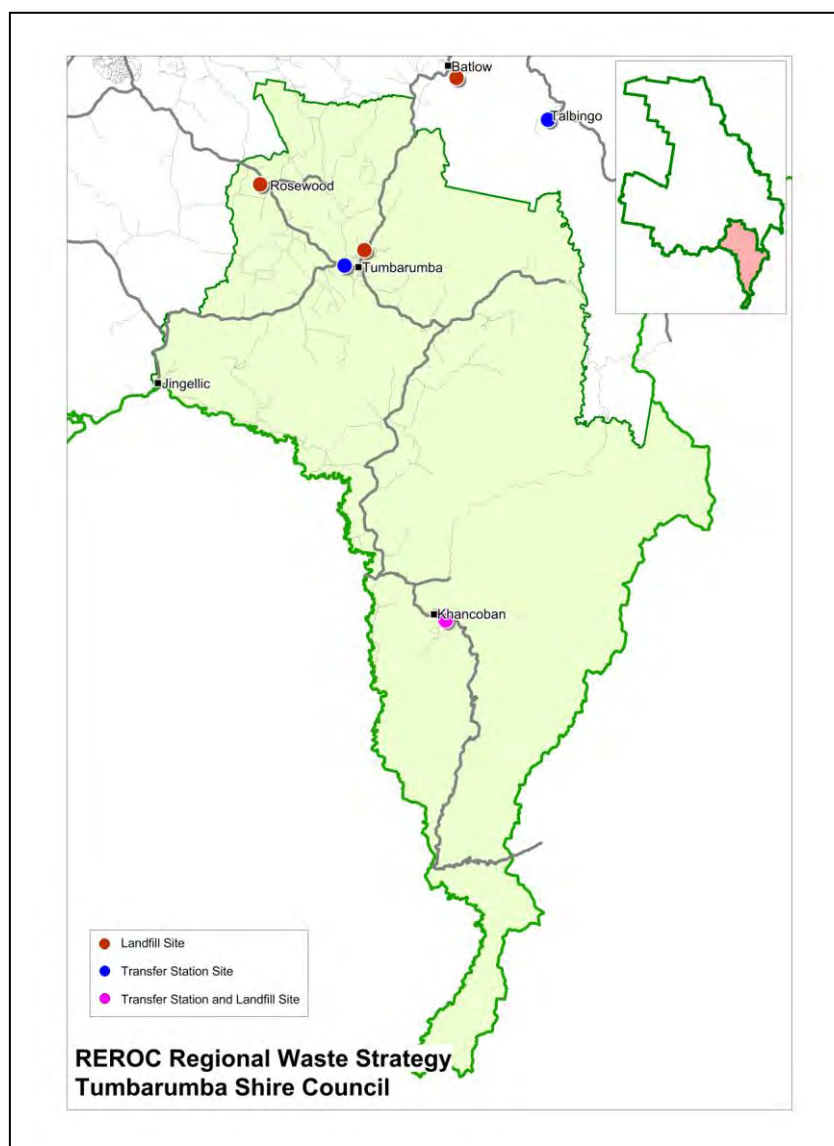 Batlow
Talbingo
Rosewood
Tumbarumba
Jingellic
Khancoban
Landfill Site
Transfer Station Site
Transfer Station and Landfill Site
REROC Regional Waste Strategy
Tumbarumba Shire Council